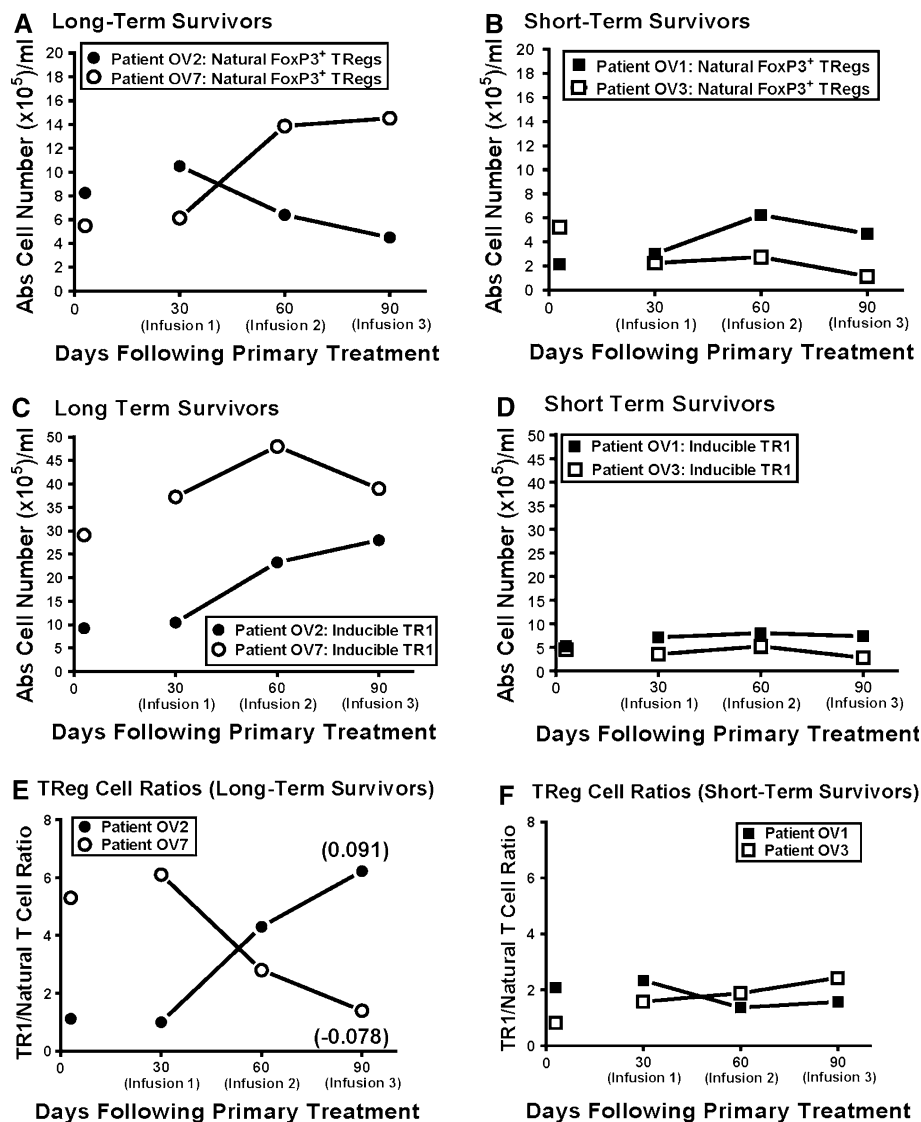 A Long-Term Survivors
Abs Cell Number (x10⁵)/ml
20
18
16
14
12
10
8
6
4
2
0
Patient OV2: Natural FoxP3⁺ TRegs
Patient OV7: Natural FoxP3⁺ TRegs
0 30 60 90
(Infusion 1) (Infusion 2) (Infusion 3)
Days Following Primary Treatment
B Short-Term Survivors
Abs Cell Number (x10⁵)/ml
20
18
16
14
12
10
8
6
4
2
0
Patient OV1: Natural FoxP3⁺ TRegs
Patient OV3: Natural FoxP3⁺ TRegs
0 30 60 90
(Infusion 1) (Infusion 2) (Infusion 3)
Days Following Primary Treatment
C Long Term Survivors
Abs Cell Number (x10⁵)/ml
50
45
40
35
30
25
20
15
10
5
0
Patient OV2: Inducible TR1
Patient OV7: Inducible TR1
0 30 60 90
(Infusion 1) (Infusion 2) (Infusion 3)
Days Following Primary Treatment
D Short Term Survivors
Abs Cell Number (x10⁵)/ml
50
45
40
35
30
25
20
15
10
5
0
Patient OV1: Inducible TR1
Patient OV3: Inducible TR1
0 30 60 90
(Infusion 1) (Infusion 2) (Infusion 3)
Days Following Primary Treatment
E TReg Cell Ratios (Long-Term Survivors)
TR1/Natural T Cell Ratio
8
6
4
2
0
Patient OV2
Patient OV7
(0.091)
(-0.078)
0 30 60 90
(Infusion 1) (Infusion 2) (Infusion 3)
Days Following Primary Treatment
F TReg Cell Ratios (Short-Term Survivors)
TR1/Natural T Cell Ratio
8
6
4
2
0
Patient OV1
Patient OV3
0 30 60 90
(Infusion 1) (Infusion 2) (Infusion 3)
Days Following Primary Treatment